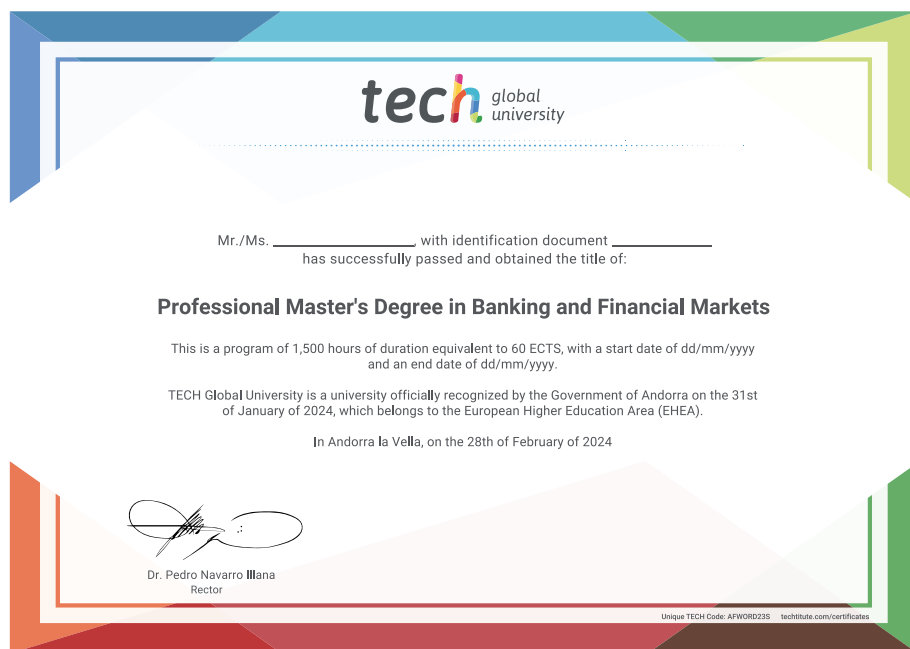 tech global
university
Mr./Ms. ________________, with identification document ____________
has successfully passed and obtained the title of:
Professional Master's Degree in Banking and Financial Markets
This is a program of 1,500 hours of duration equivalent to 60 ECTS, with a start date of dd/mm/yyyy
and an end date of dd/mm/yyyy.
TECH Global University is a university officially recognized by the Government of Andorra on the 31st
of January of 2024, which belongs to the European Higher Education Area (EHEA).
In Andorra la Vella, on the 28th of February of 2024
Dr. Pedro Navarro Illana
Rector
Unique TECH Code: AFWORD23S techtitute.com/certificates